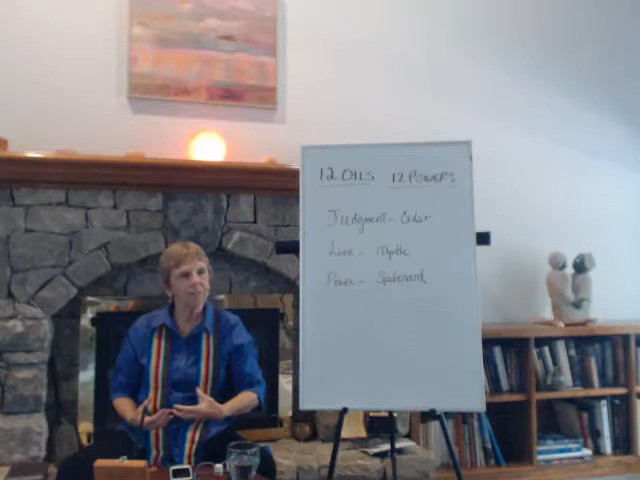 12 OILS 12 POWERS
Judgment - Cedar
Love - Myrtle
Power - Spikenard